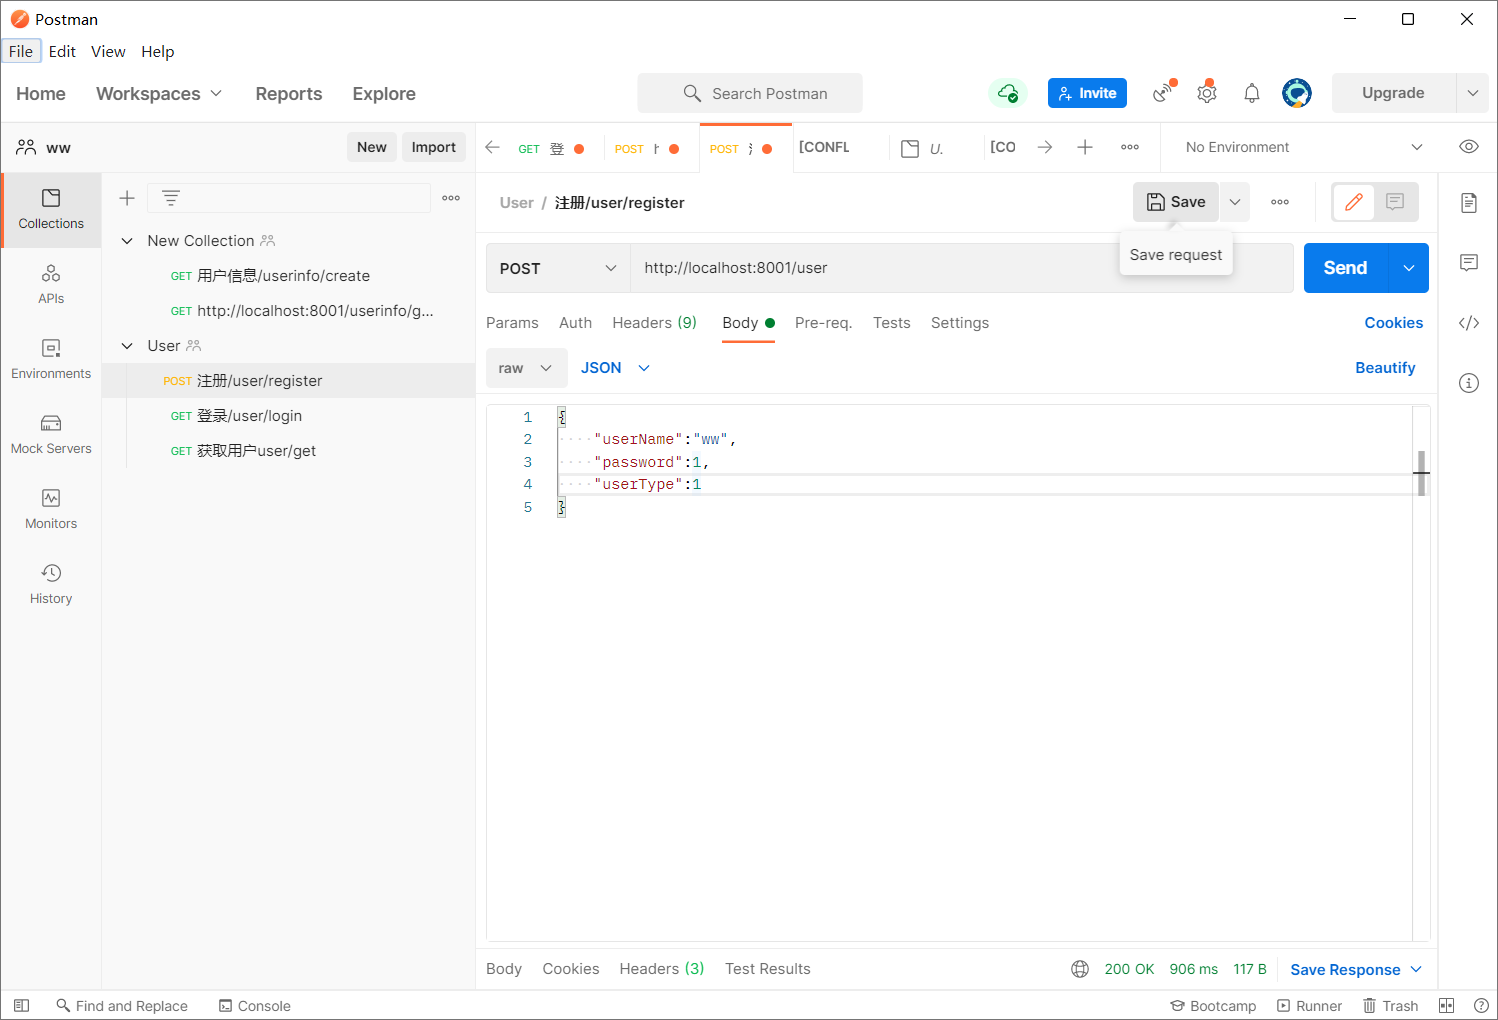 Postman
File Edit View Help
Home Workspaces Reports Explore Search Postman Invite Upgrade
ww New Import GET 登 POST POST [CONFL U. [CO No Environment
Collections
APIs
Environments
Mock Servers
Monitors
History
New Collection
GET 用户信息/userinfo/create
GET http://localhost:8001/userinfo/g...
User
POST 注册/user/register
GET 登录/user/login
GET 获取用户user/get
User / 注册/user/register Save
Save request
POST http://localhost:8001/user Send
Params Auth Headers (9) Body Pre-req. Tests Settings Cookies
raw JSON Beautify
1 {
2 "userName":"ww",
3 "password":1,
4 "userType":1
5 }
Body Cookies Headers (3) Test Results 200 OK 906 ms 117 B Save Response
Find and Replace Console Bootcamp Runner Trash